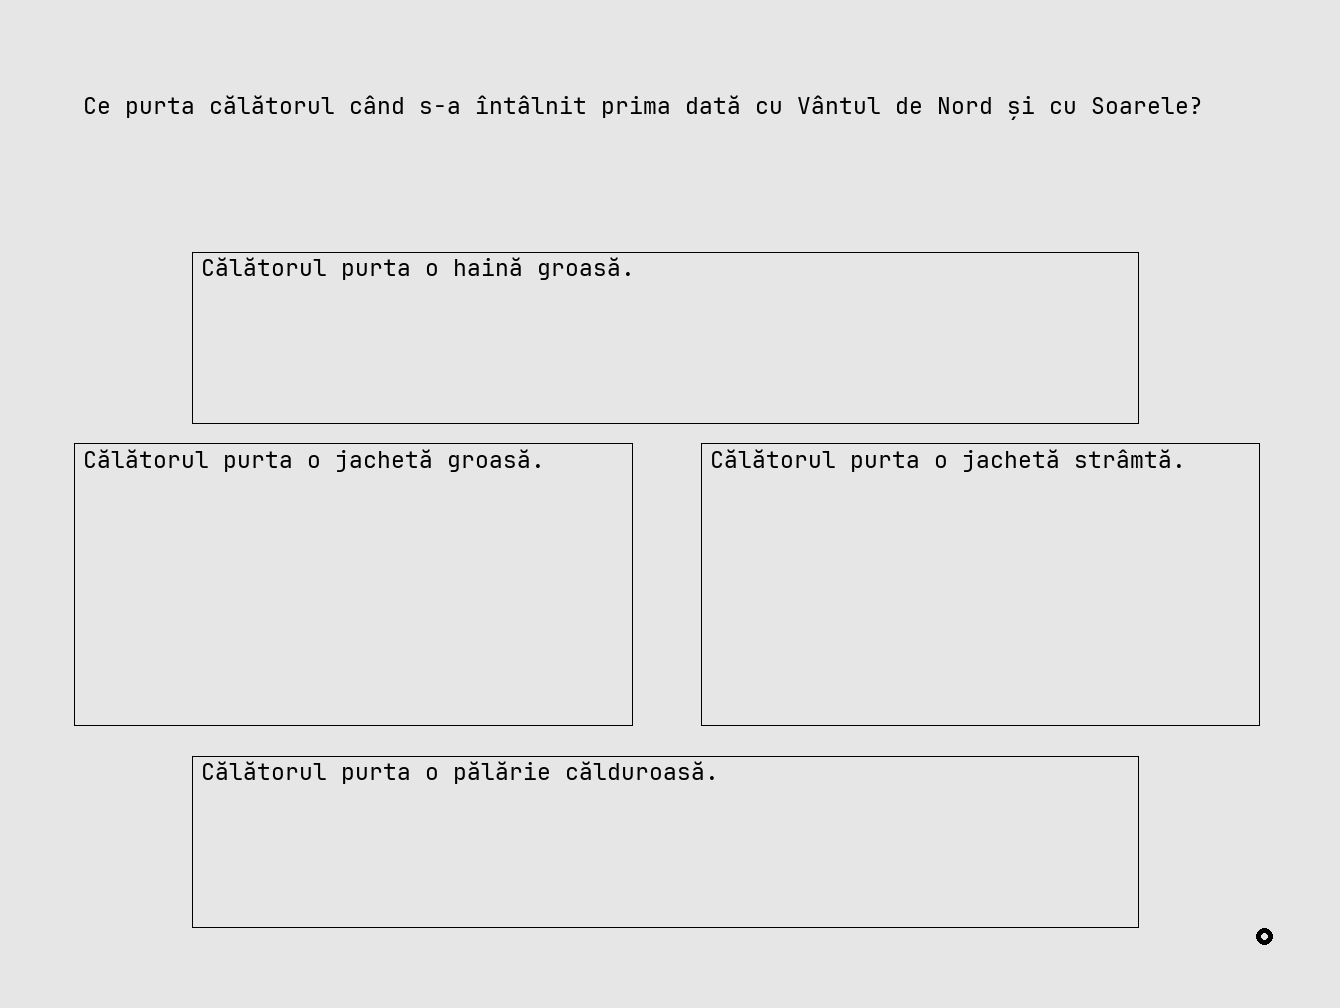 Ce purta călătorul când s-a întâlnit prima dată cu Vântul de Nord și cu Soarele?
Călătorul purta o haină groasă.
Călătorul purta o jachetă groasă.
Călătorul purta o jachetă strâmtă.
Călătorul purta o pălărie călduroasă.